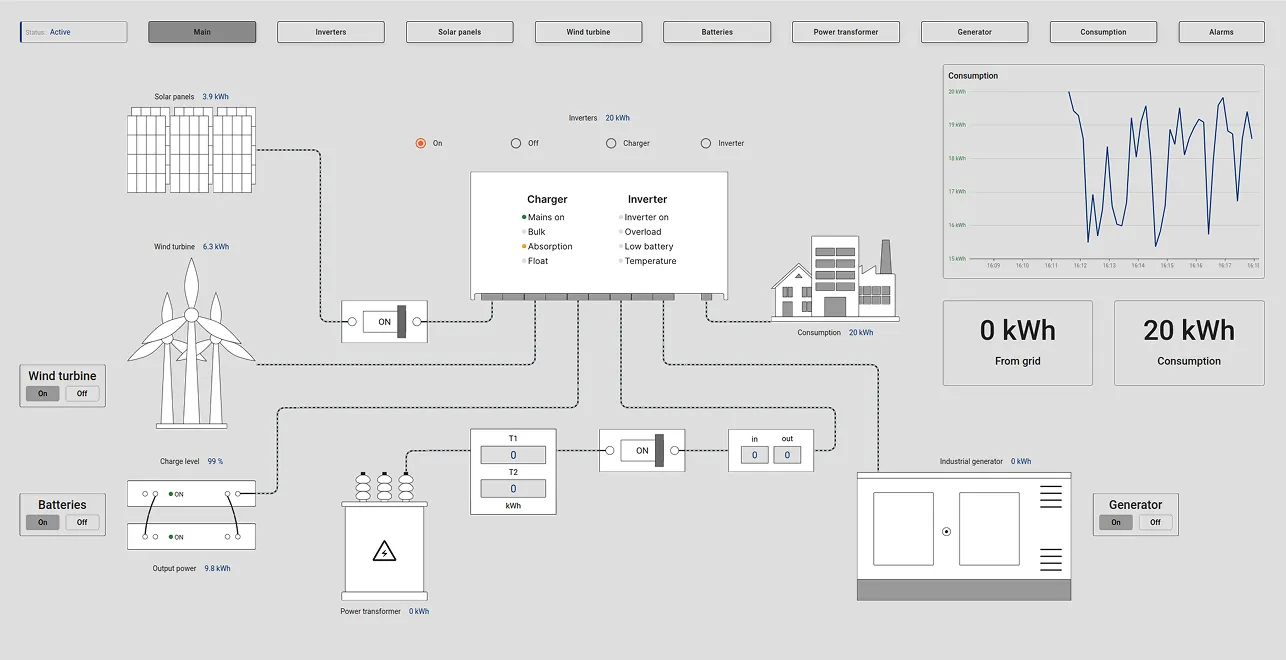 Status: Active
Main
Inverters
Solar panels
Wind turbine
Batteries
Power transformer
Generator
Consumption
Alarms
Solar panels 3.9 kWh
Inverters 20 kWh
On
Off
Charger
Inverter
Charger
Mains on
Bulk
Absorption
Float
Inverter
Inverter on
Overload
Low battery
Temperature
Consumption
20 kWh
19 kWh
18 kWh
17 kWh
16 kWh
15 kWh
16:09 16:10 16:11 16:12 16:13 16:14 16:15 16:16 16:17
Wind turbine 6.3 kWh
ON
Consumption 20 kWh
0 kWh
From grid
20 kWh
Consumption
Wind turbine
On Off
Charge level 99 %
Batteries
On Off
ON
ON
Output power 9.8 kWh
T1
0
T2
0
kWh
ON
in out
0 0
Power transformer 0 kWh
Industrial generator 0 kWh
Generator
On Off